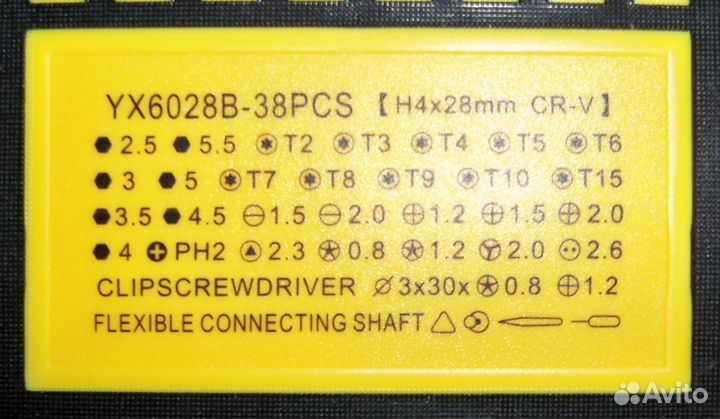 YX6028B-38PCS【H4x28mm CR-V】
2.5 5.5 T2 T3 T4 T5 T6
3 5 T7 T8 T9 T10 T15
3.5 4.5 1.5 2.0 1.2 1.5 2.0
4 PH2 2.3 0.8 1.2 2.0 2.6
CLIPSCREWDRIVER ⌀3x30x 0.8 1.2
FLEXIBLE CONNECTING SHAFT
Avito